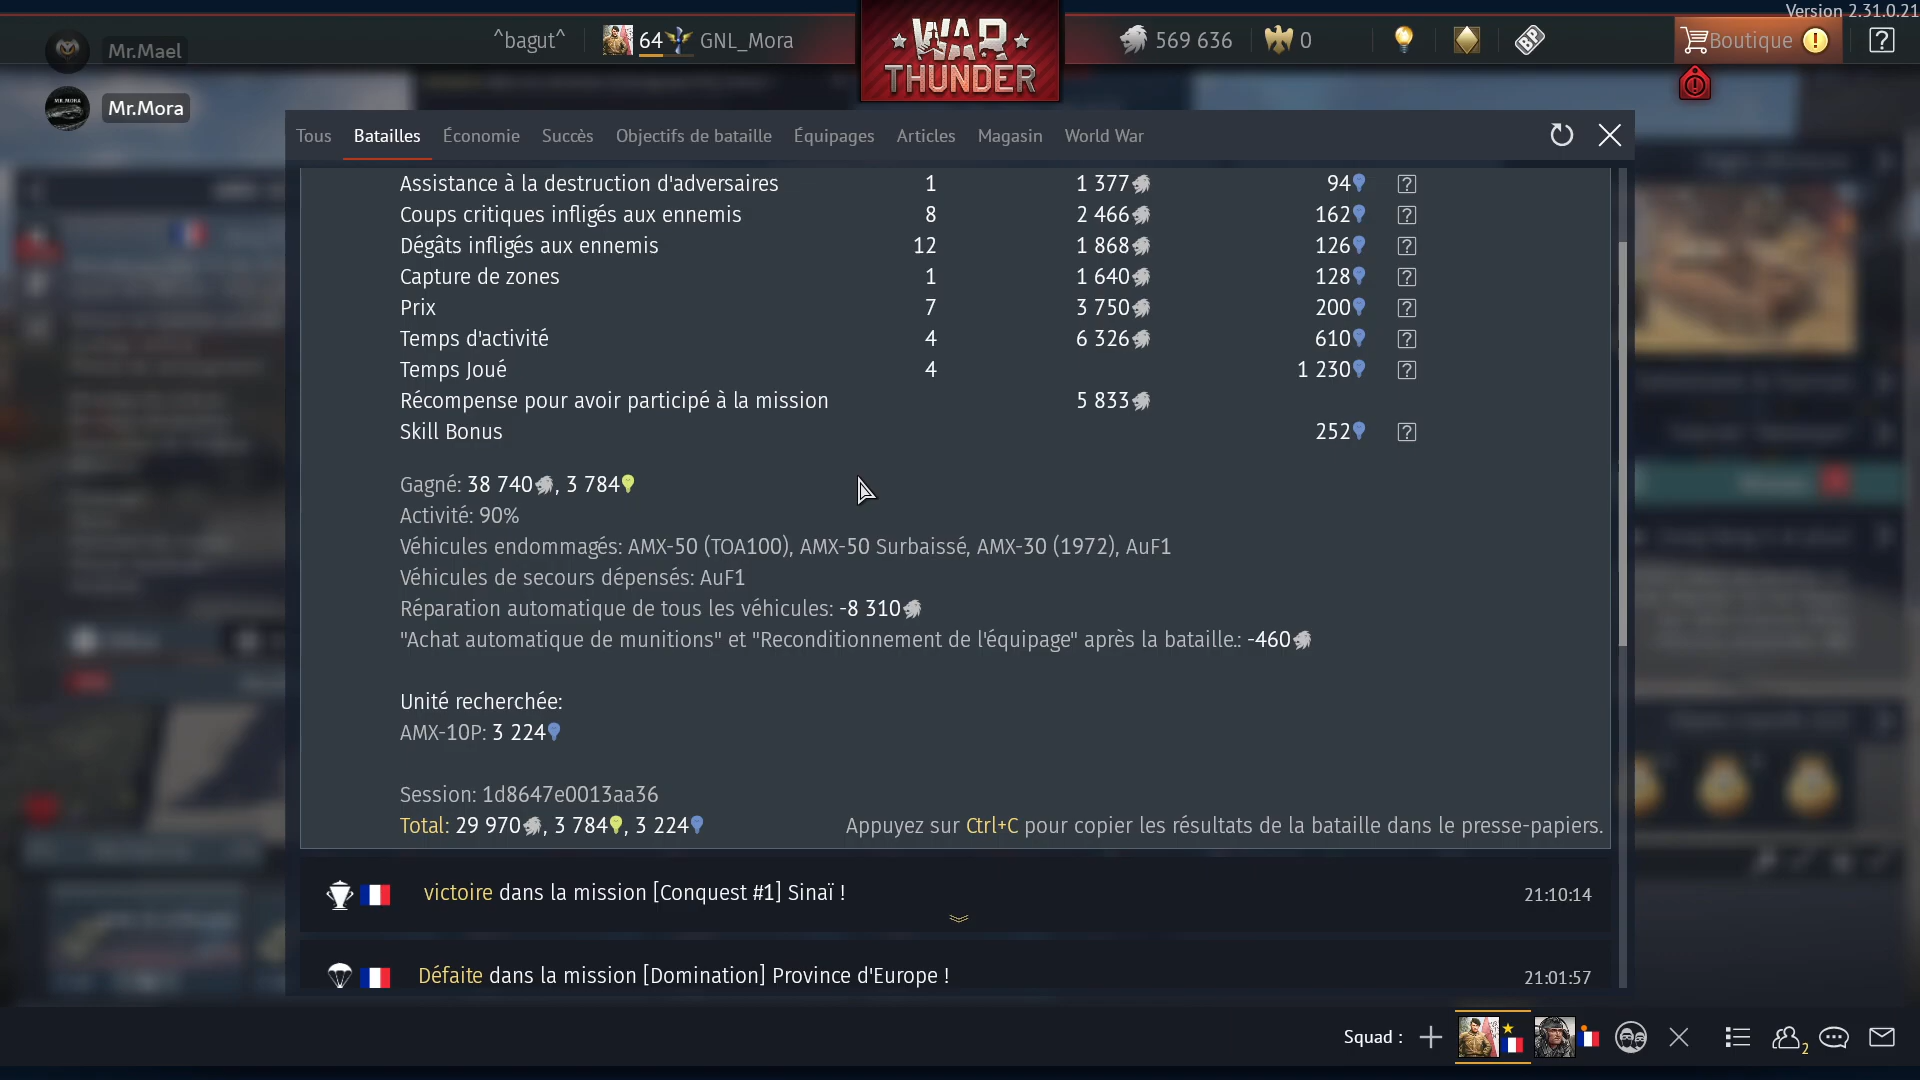 Version 2.31.0.21
Mr.Mael
^bagut^ 64 GNL_Mora
WAR THUNDER
569 636 0
Boutique
Mr.Mora
Tous Batailles Économie Succès Objectifs de bataille Équipages Articles Magasin World War
Assistance à la destruction d'adversaires 1 1 377 94 ?
Coups critiques infligés aux ennemis 8 2 466 162 ?
Dégâts infligés aux ennemis 12 1 868 126 ?
Capture de zones 1 1 640 128 ?
Prix 7 3 750 200 ?
Temps d'activité 4 6 326 610 ?
Temps Joué 4 1 230 ?
Récompense pour avoir participé à la mission 5 833
Skill Bonus 252 ?
Gagné: 38 740, 3 784
Activité: 90%
Véhicules endommagés: AMX-50 (TOA100), AMX-50 Surbaissé, AMX-30 (1972), AuF1
Véhicules de secours dépensés: AuF1
Réparation automatique de tous les véhicules: -8 310
"Achat automatique de munitions" et "Reconditionnement de l'équipage" après la bataille.: -460
Unité recherchée:
AMX-10P: 3 224
Session: 1d8647e0013aa36
Total: 29 970, 3 784, 3 224 Appuyez sur Ctrl+C pour copier les résultats de la bataille dans le presse-papiers.
victoire dans la mission [Conquest #1] Sinaï ! 21:10:14
Défaite dans la mission [Domination] Province d'Europe ! 21:01:57
Squad : 2